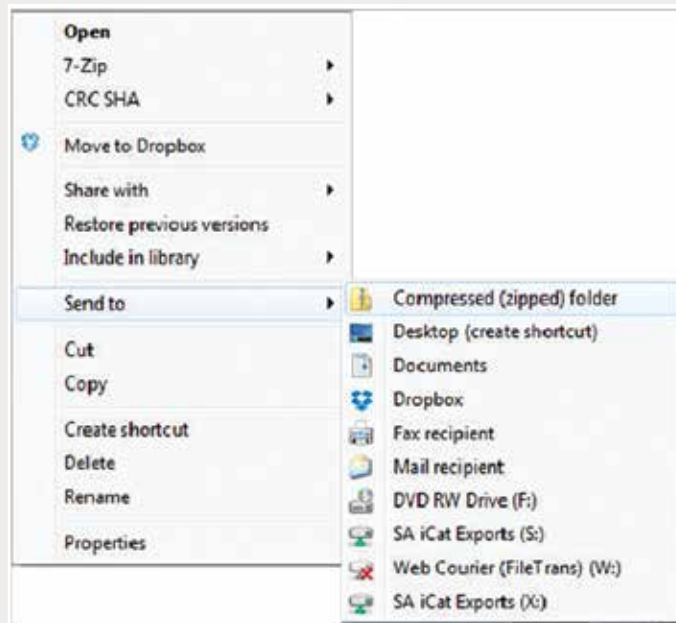 Open
7-Zip
CRC SHA
Move to Dropbox
Share with
Restore previous versions
Include in library
Send to
Cut
Copy
Create shortcut
Delete
Rename
Properties
Compressed (zipped) folder
Desktop (create shortcut)
Documents
Dropbox
Fax recipient
Mail recipient
DVD RW Drive (F:)
SA iCat Exports (S:)
Web Courier (FileTrans) (W:)
SA iCat Exports (X:)